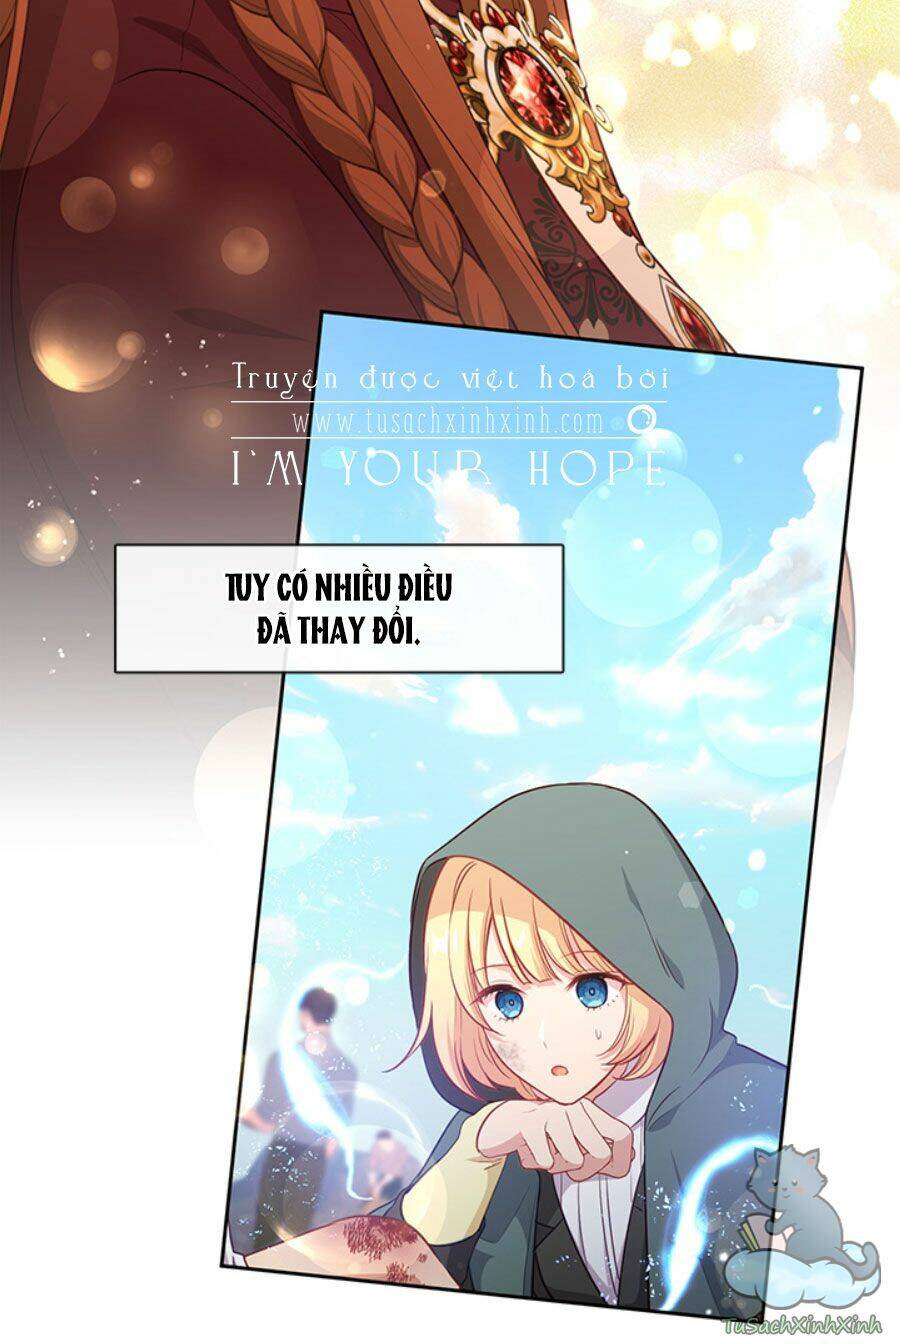 Truyện được việt hoá bởi
www.tusachxinhxinh.com
I'M YOUR HOPE
TUY CÓ NHIỀU ĐIỀU
ĐÃ THAY ĐỔI.
TuSachXinhXinh